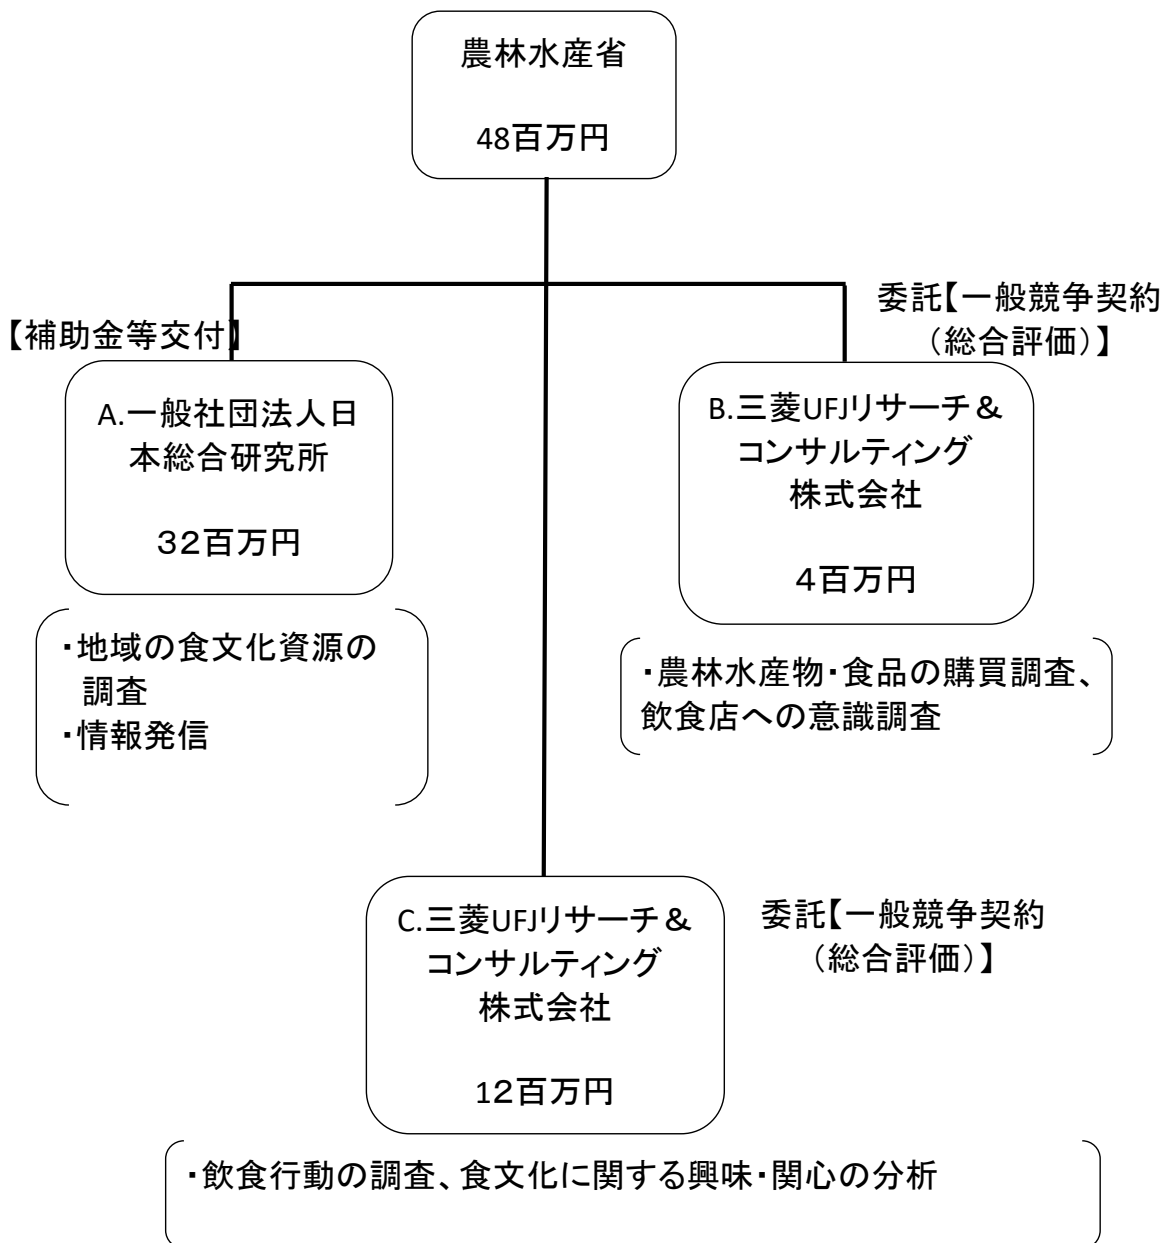 農林水産省
48百万円
委託【一般競争契約
（総合評価）】
【補助金等交付】
A.一般社団法人日
本総合研究所
３２百万円
B.三菱UFJリサーチ＆
コンサルティング
株式会社
４百万円
・地域の食文化資源の
調査
・情報発信
・農林水産物・食品の購買調査、
飲食店への意識調査
C.三菱UFJリサーチ＆
コンサルティング
株式会社
1２百万円
委託【一般競争契約
（総合評価）】
・飲食行動の調査、食文化に関する興味・関心の分析